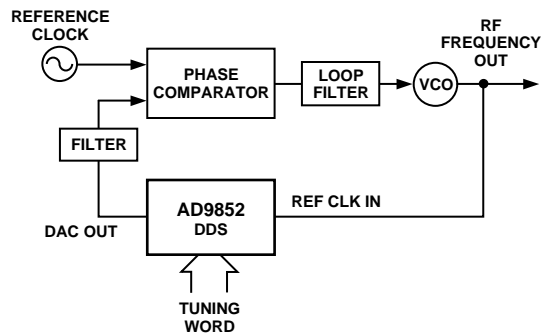 REFERENCE
CLOCK
PHASE
COMPARATOR
LOOP
FILTER
VCO
RF
FREQUENCY
OUT
FILTER
AD9852
DDS
REF CLK IN
DAC OUT
TUNING
WORD